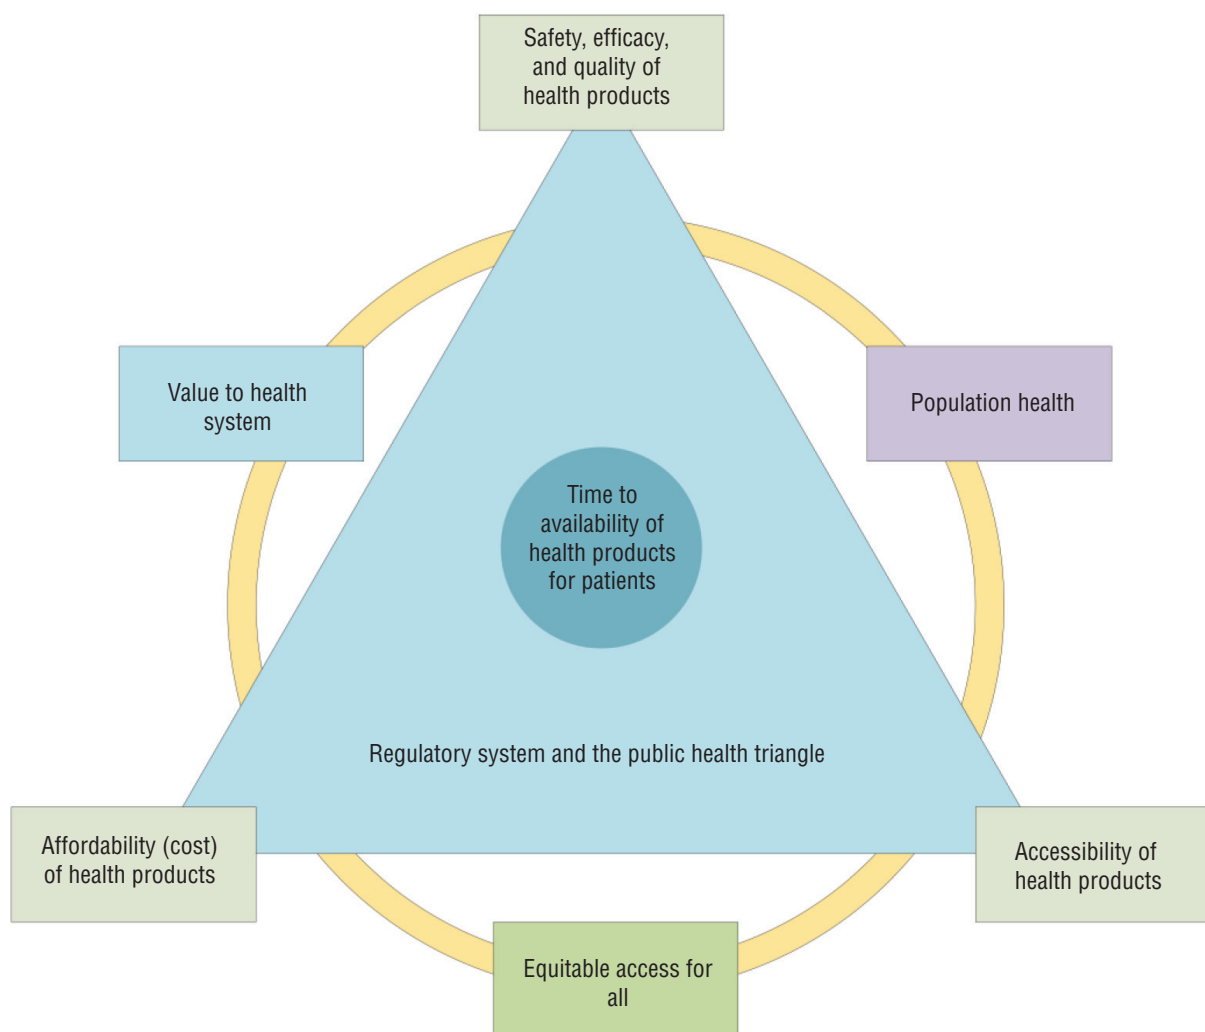 Safety, efficacy,
and quality of
health products
Value to health
system
Population health
Time to
availability of
health products
for patients
Regulatory system and the public health triangle
Affordability (cost)
of health products
Accessibility of
health products
Equitable access for
all